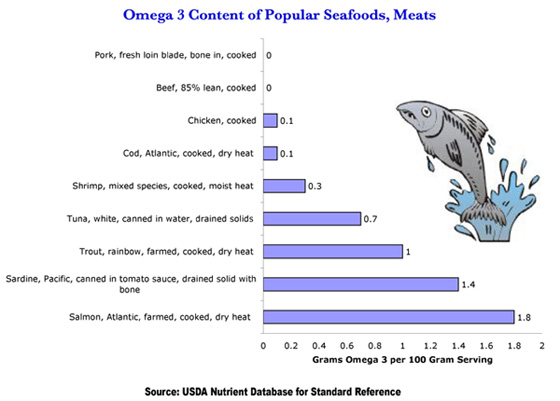 Omega 3 Content of Popular Seafoods, Meats
Pork, fresh loin blade, bone in, cooked 0
Beef, 85% lean, cooked 0
Chicken, cooked 0.1
Cod, Atlantic, cooked, dry heat 0.1
Shrimp, mixed species, cooked, moist heat 0.3
Tuna, white, canned in water, drained solids 0.7
Trout, rainbow, farmed, cooked, dry heat 1
Sardine, Pacific, canned in tomato sauce, drained solid with
bone 1.4
Salmon, Atlantic, farmed, cooked, dry heat 1.8
0 0.2 0.4 0.6 0.8 1 1.2 1.4 1.6 1.8 2
Grams Omega 3 per 100 Gram Serving
Source: USDA Nutrient Database for Standard Reference